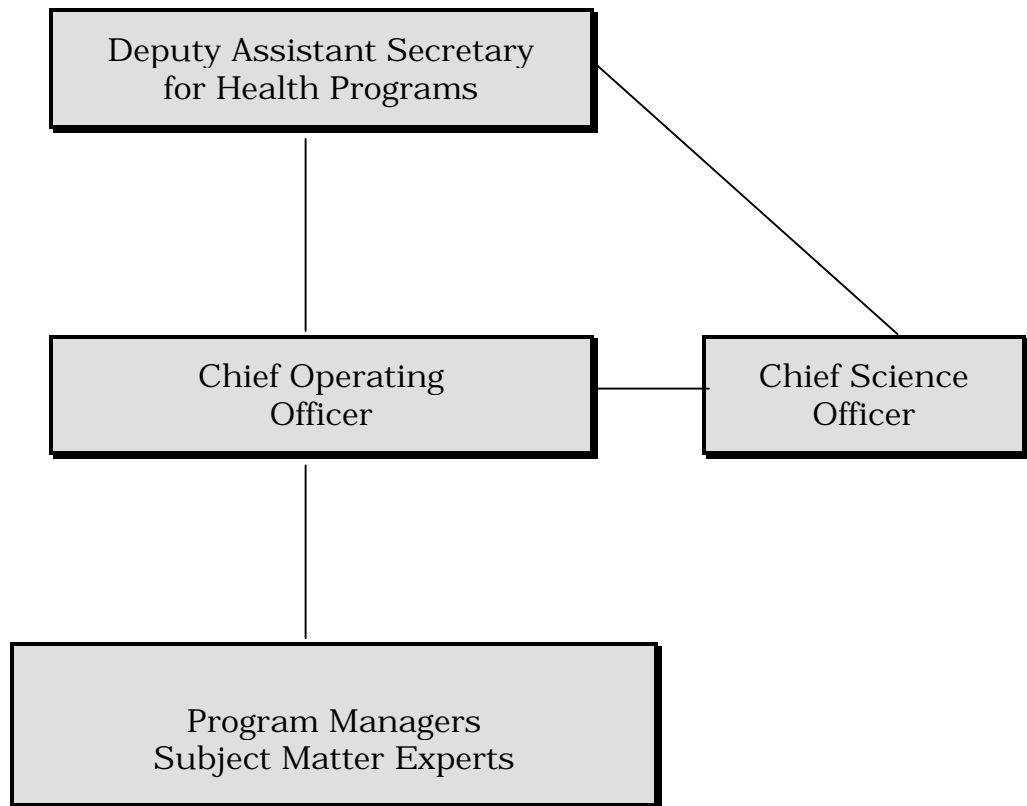 Deputy Assistant Secretary
for Health Programs
Chief Operating
Officer
Chief Science
Officer
Program Managers
Subject Matter Experts